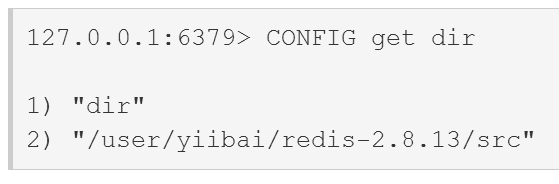 127.0.0.1:6379> CONFIG get dir
1) "dir"
2) "/user/yiibai/redis-2.8.13/src"